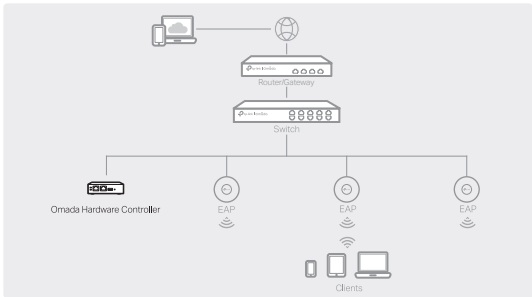 Router/Gateway
Switch
Omada Hardware Controller
EAP
EAP
EAP
Clients